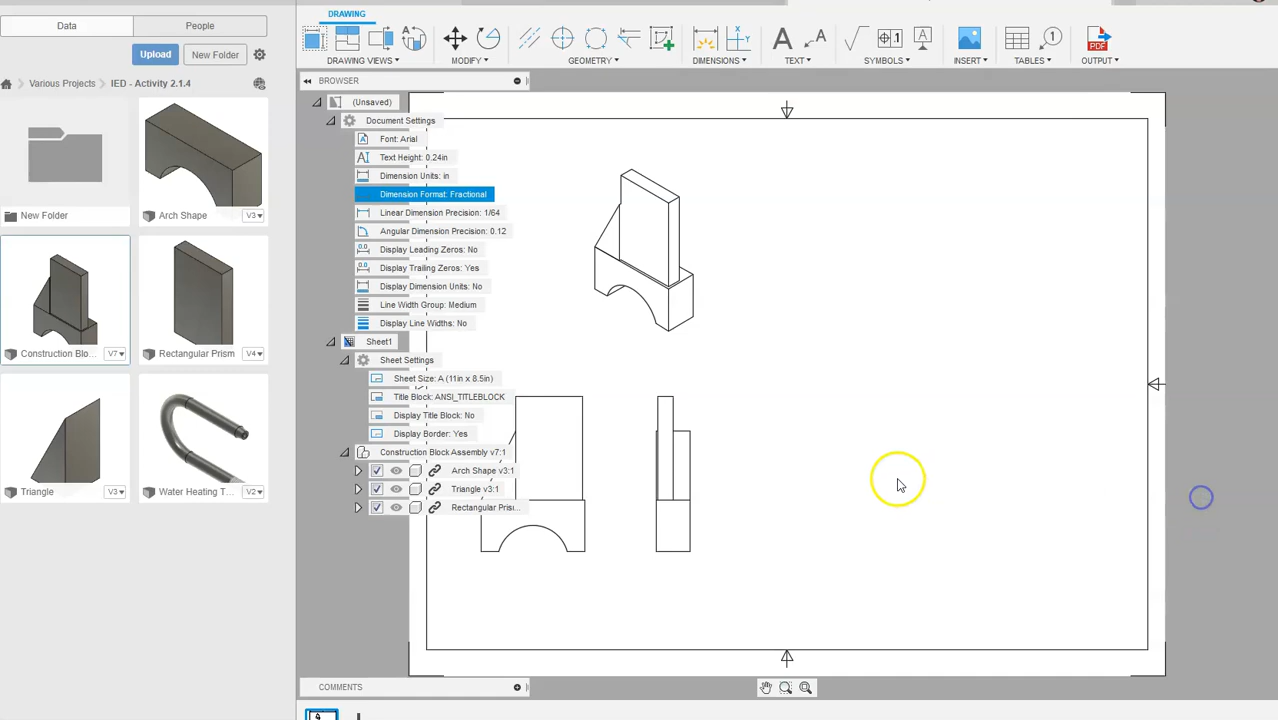 DRAWING
Data
People
Upload
New Folder
DRAWING VIEWS
MODIFY
GEOMETRY
DIMENSIONS
TEXT
SYMBOLS
INSERT
TABLES
OUTPUT
Various Projects
IED - Activity 2.1.4
BROWSER
(Unsaved)
Document Settings
Font: Arial
Text Height: 0.24in
Dimension Units: in
Dimension Format: Fractional
Linear Dimension Precision: 1/64
Angular Dimension Precision: 0.12
Display Leading Zeros: No
Display Trailing Zeros: Yes
Display Dimension Units: No
Line Width Group: Medium
Display Line Widths: No
Sheet1
Sheet Settings
Sheet Size: A (11in x 8.5in)
Title Block: ANSI_TITLEBLOCK
Display Title Block: No
Display Border: Yes
Construction Block Assembly v7:1
Arch Shape v3:1
Triangle v3:1
Rectangular Pris...
New Folder
Arch Shape V3
Construction Blo... V7
Rectangular Prism V4
Triangle V3
Water Heating T... V2
COMMENTS
PDF